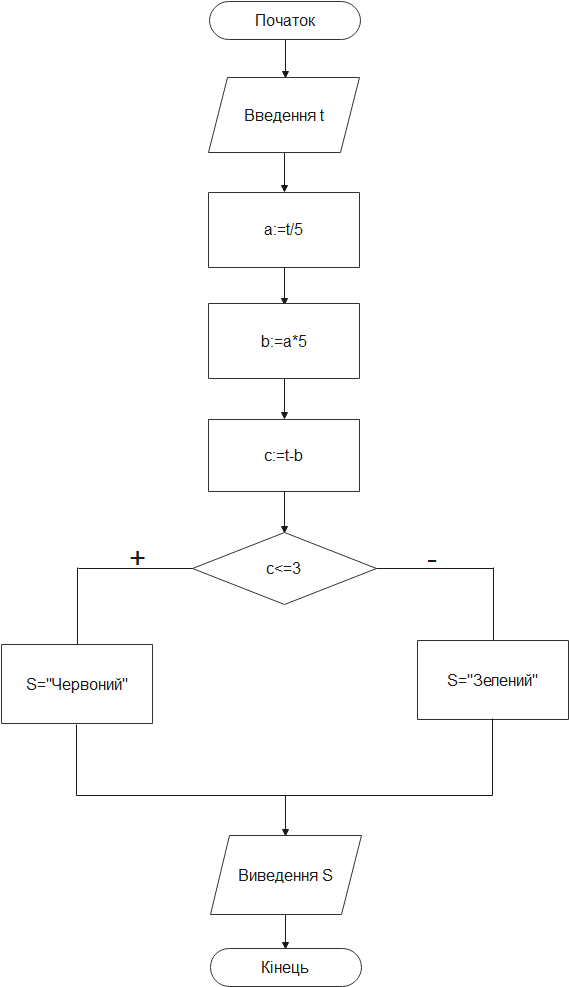 Початок
Введення t
a:=t/5
b:=a*5
c:=t-b
c<=3
+
-
S="Червоний"
S="Зелений"
Виведення S
Кінець